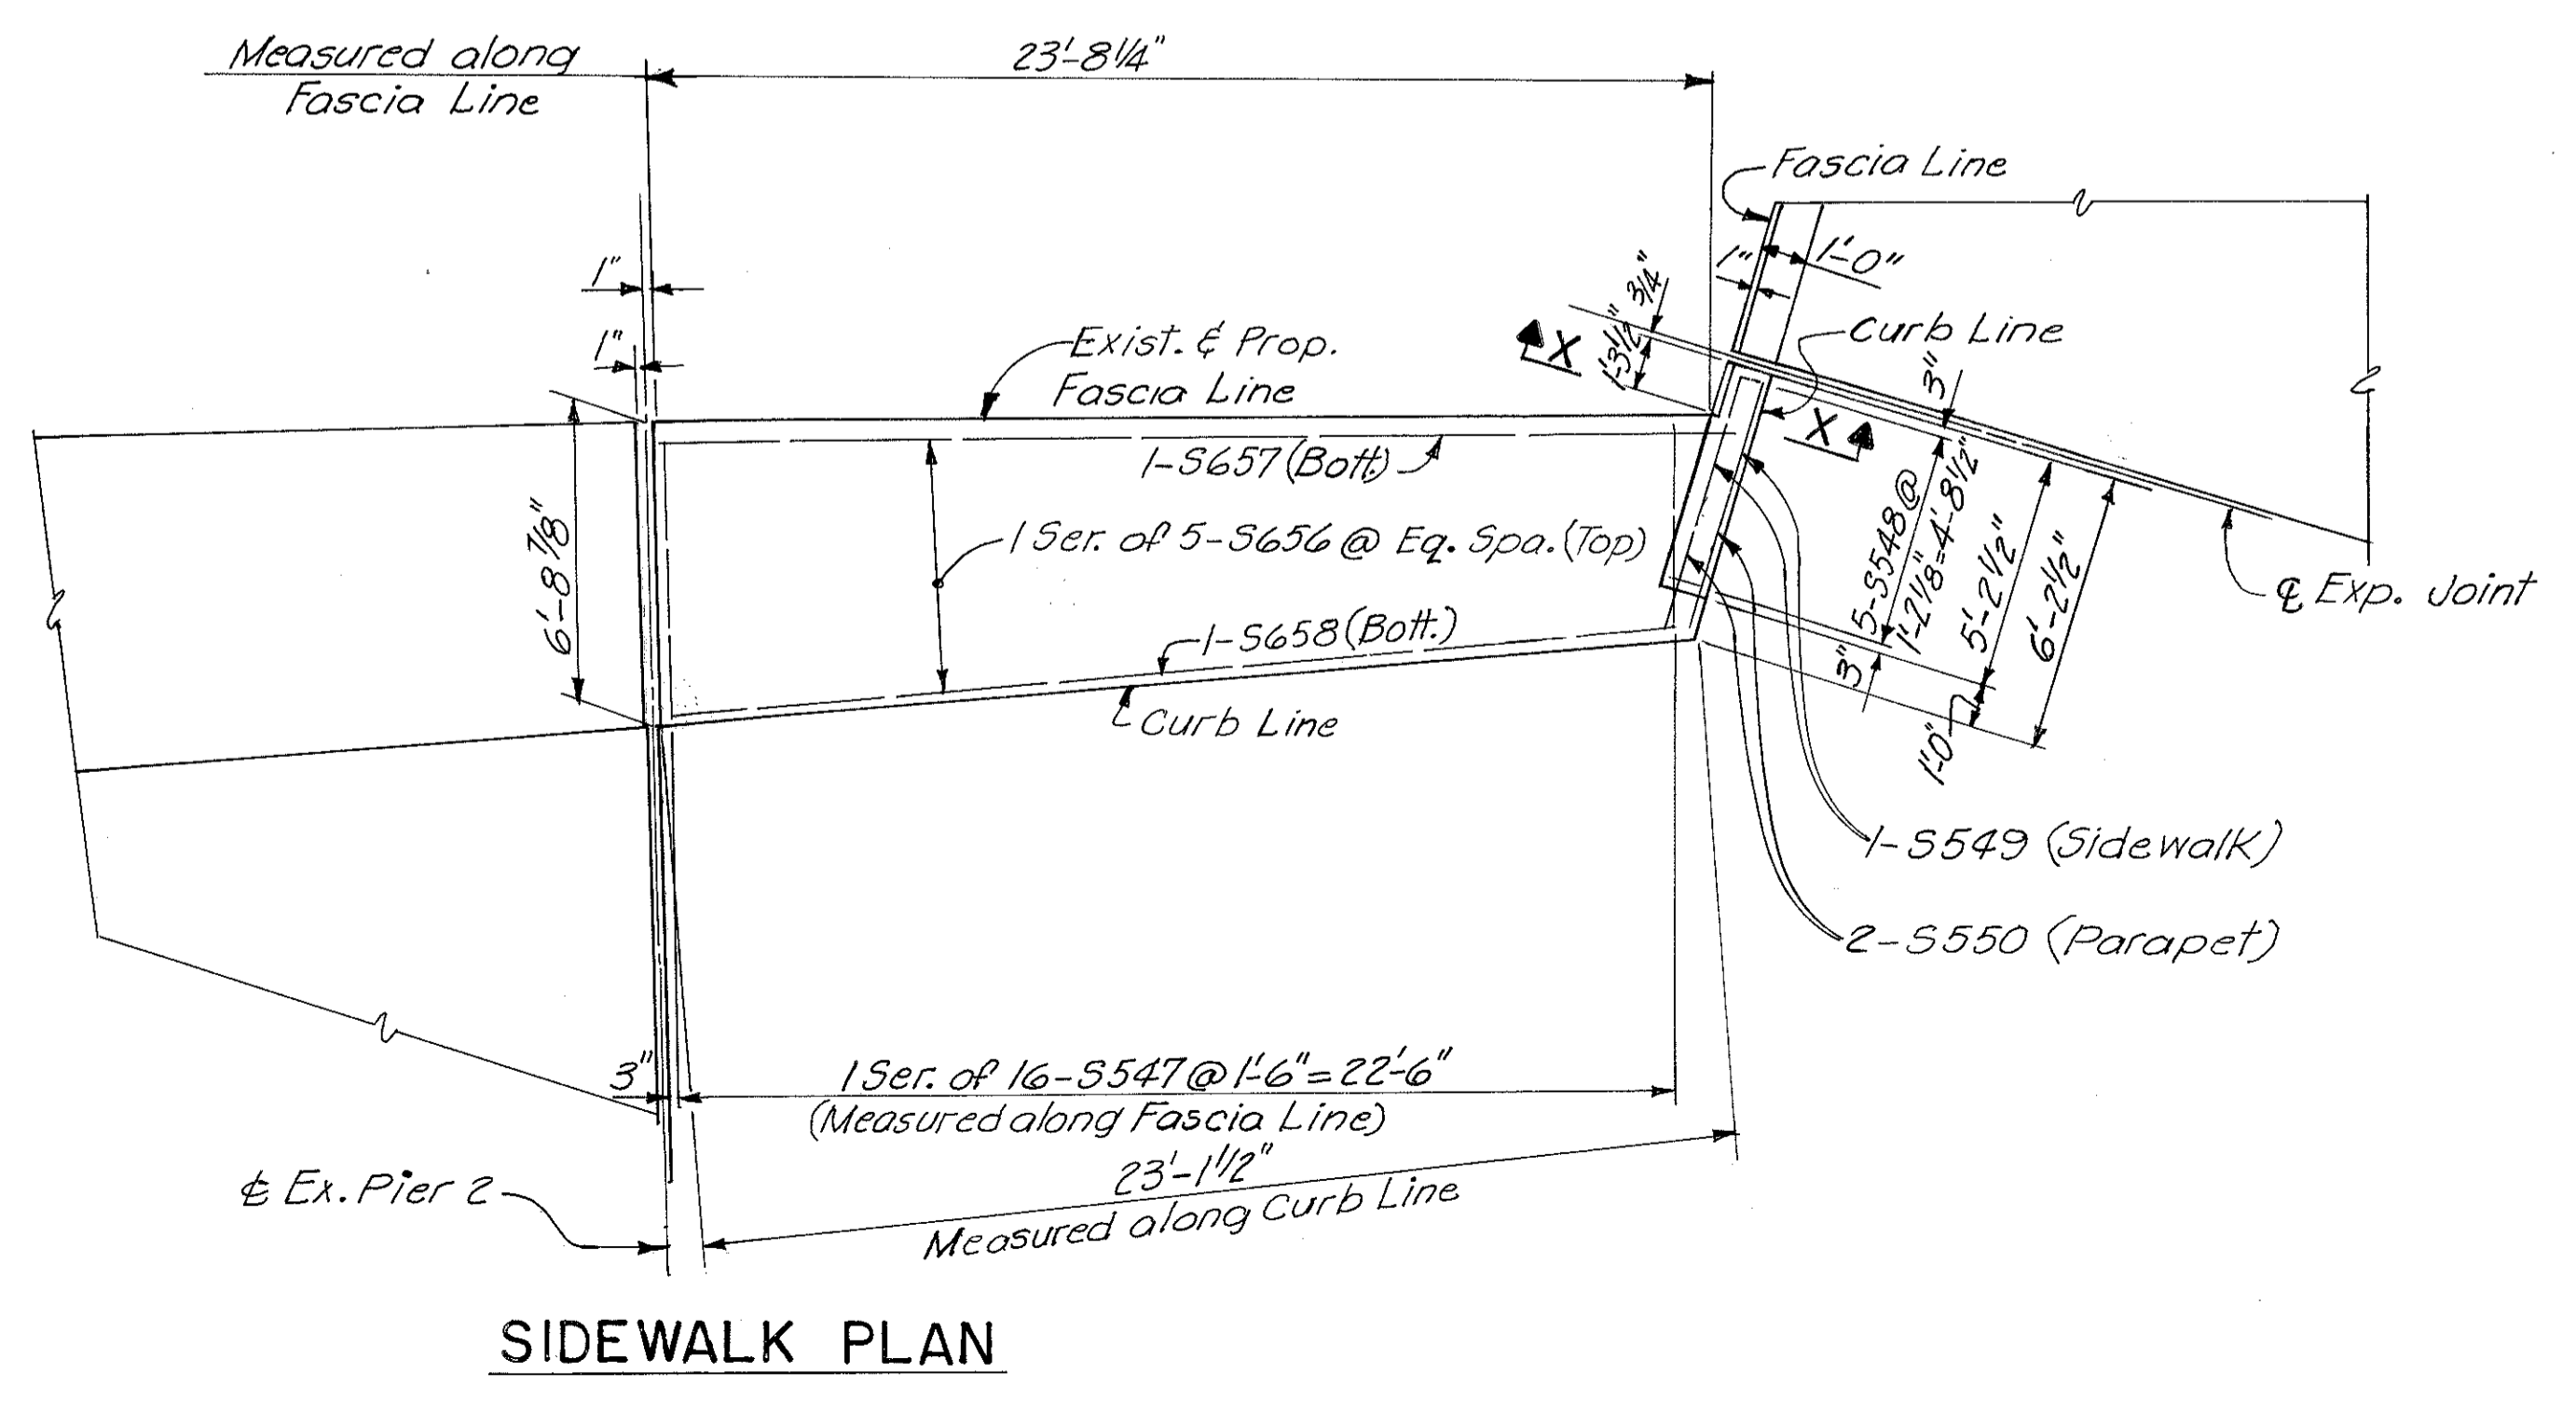 Measured along
Fascia Line
23'-8 1/4"
Fascia Line
1"
1'-0"
1"
3/4"
1'-3 1/2"
X
Curb Line
3"
1"
Exist. & Prop.
Fascia Line
X
1-S657 (Bott.)
6'-8 7/8"
1 Ser. of 5-S656 @ Eq. Spa. (Top)
5-S548 @
1'-2 1/8" = 4'-8 1/2"
5'-2 1/2"
6'-2 1/2"
℄ Exp. Joint
1-S658 (Bott.)
3"
Curb Line
1'-0"
1-S549 (Sidewalk)
2-S550 (Parapet)
3"
1 Ser. of 16-S547 @ 1'-6" = 22'-6"
(Measured along Fascia Line)
23'-1 1/2"
Measured along Curb Line
℄ Ex. Pier 2
SIDEWALK PLAN